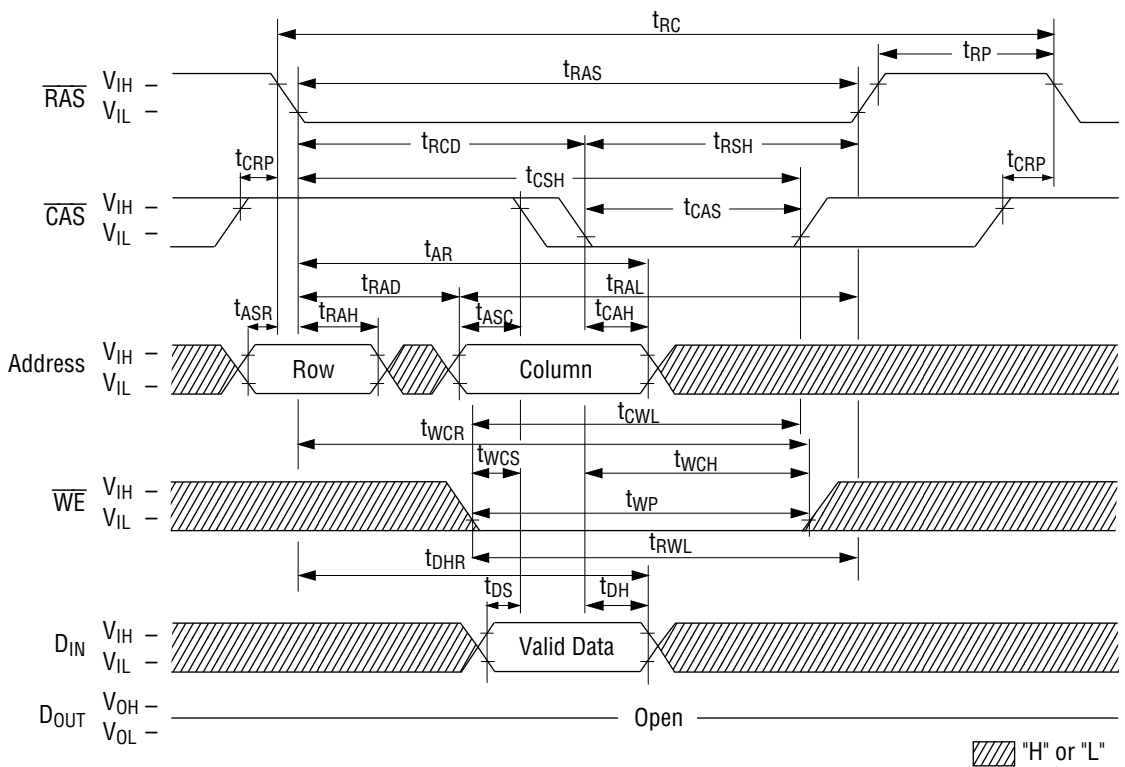 tRC
tRP
tRAS
RAS
VIH –
VIL –
tRCD
tRSH
tCRP
tCSH
tCRP
CAS
VIH –
VIL –
tCAS
tAR
tRAD
tRAL
tASR
tRAH
tASC
tCAH
Address
VIH –
VIL –
Row
Column
tCWL
tWCR
tWCS
tWCH
WE
VIH –
VIL –
tWP
tRWL
tDHR
tDS
tDH
DIN
VIH –
VIL –
Valid Data
DOUT
VOH –
VOL –
Open
"H" or "L"